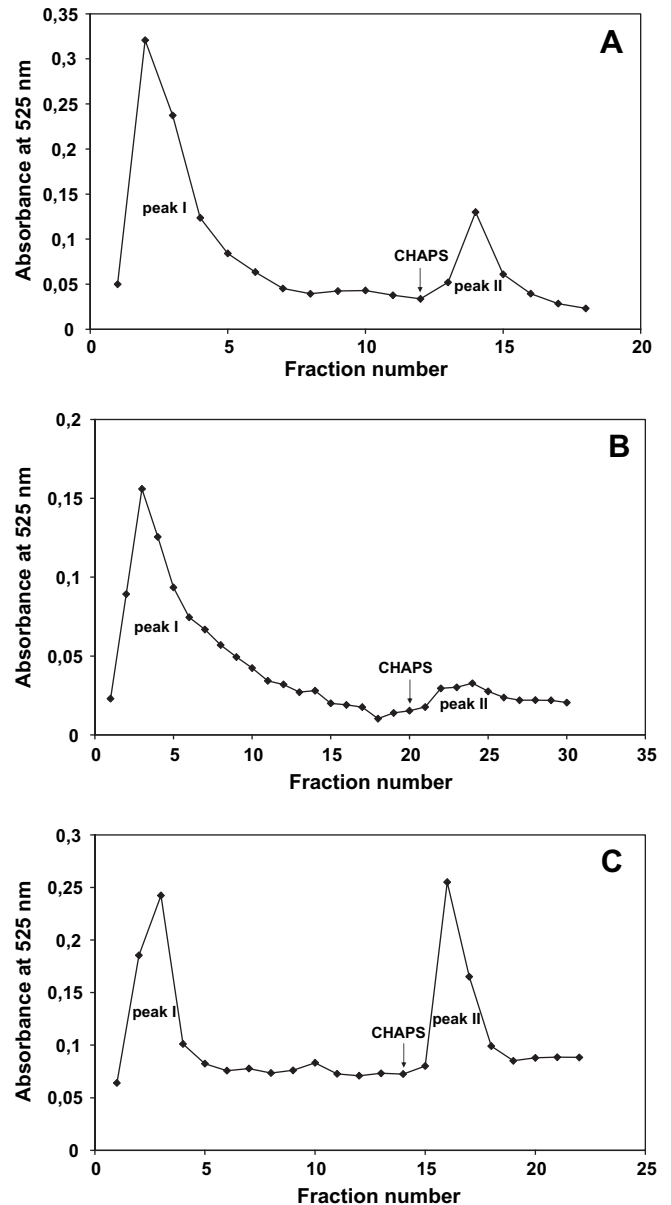 A
Absorbance at 525 nm
0,35
0,3
0,25
0,2
0,15
0,1
0,05
0
peak I
CHAPS
peak II
0 5 10 15 20
Fraction number
B
Absorbance at 525 nm
0,2
0,15
0,1
0,05
0
peak I
CHAPS
peak II
0 5 10 15 20 25 30 35
Fraction number
C
Absorbance at 525 nm
0,3
0,25
0,2
0,15
0,1
0,05
0
peak I
CHAPS
peak II
0 5 10 15 20 25
Fraction number